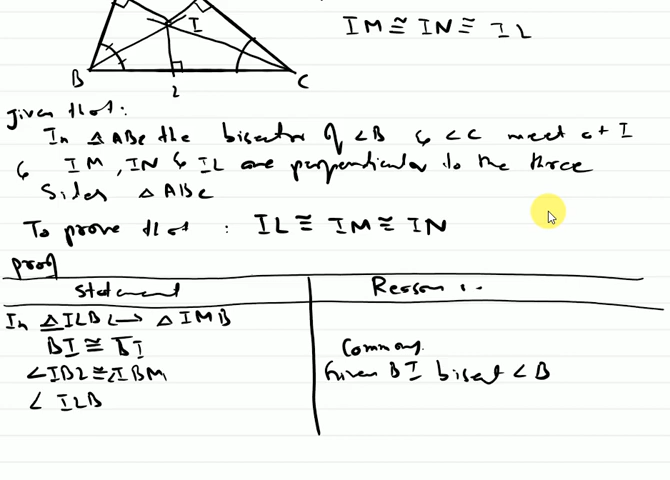 IM ≅ IN ≅ IL
I
B
L
C
given that :
In △ABC the bisector of ∠B & ∠C meet at I
& IM, IN & IL are perpendicular to the three
Sides △ABC
To prove that : IL ≅ IM ≅ IN
proof
statement Reason :-
In △ILB ↔ △IMB
BI ≅ BI Common.
∠IBL ≅ ∠IBM Given BI bisect ∠B
∠ILB